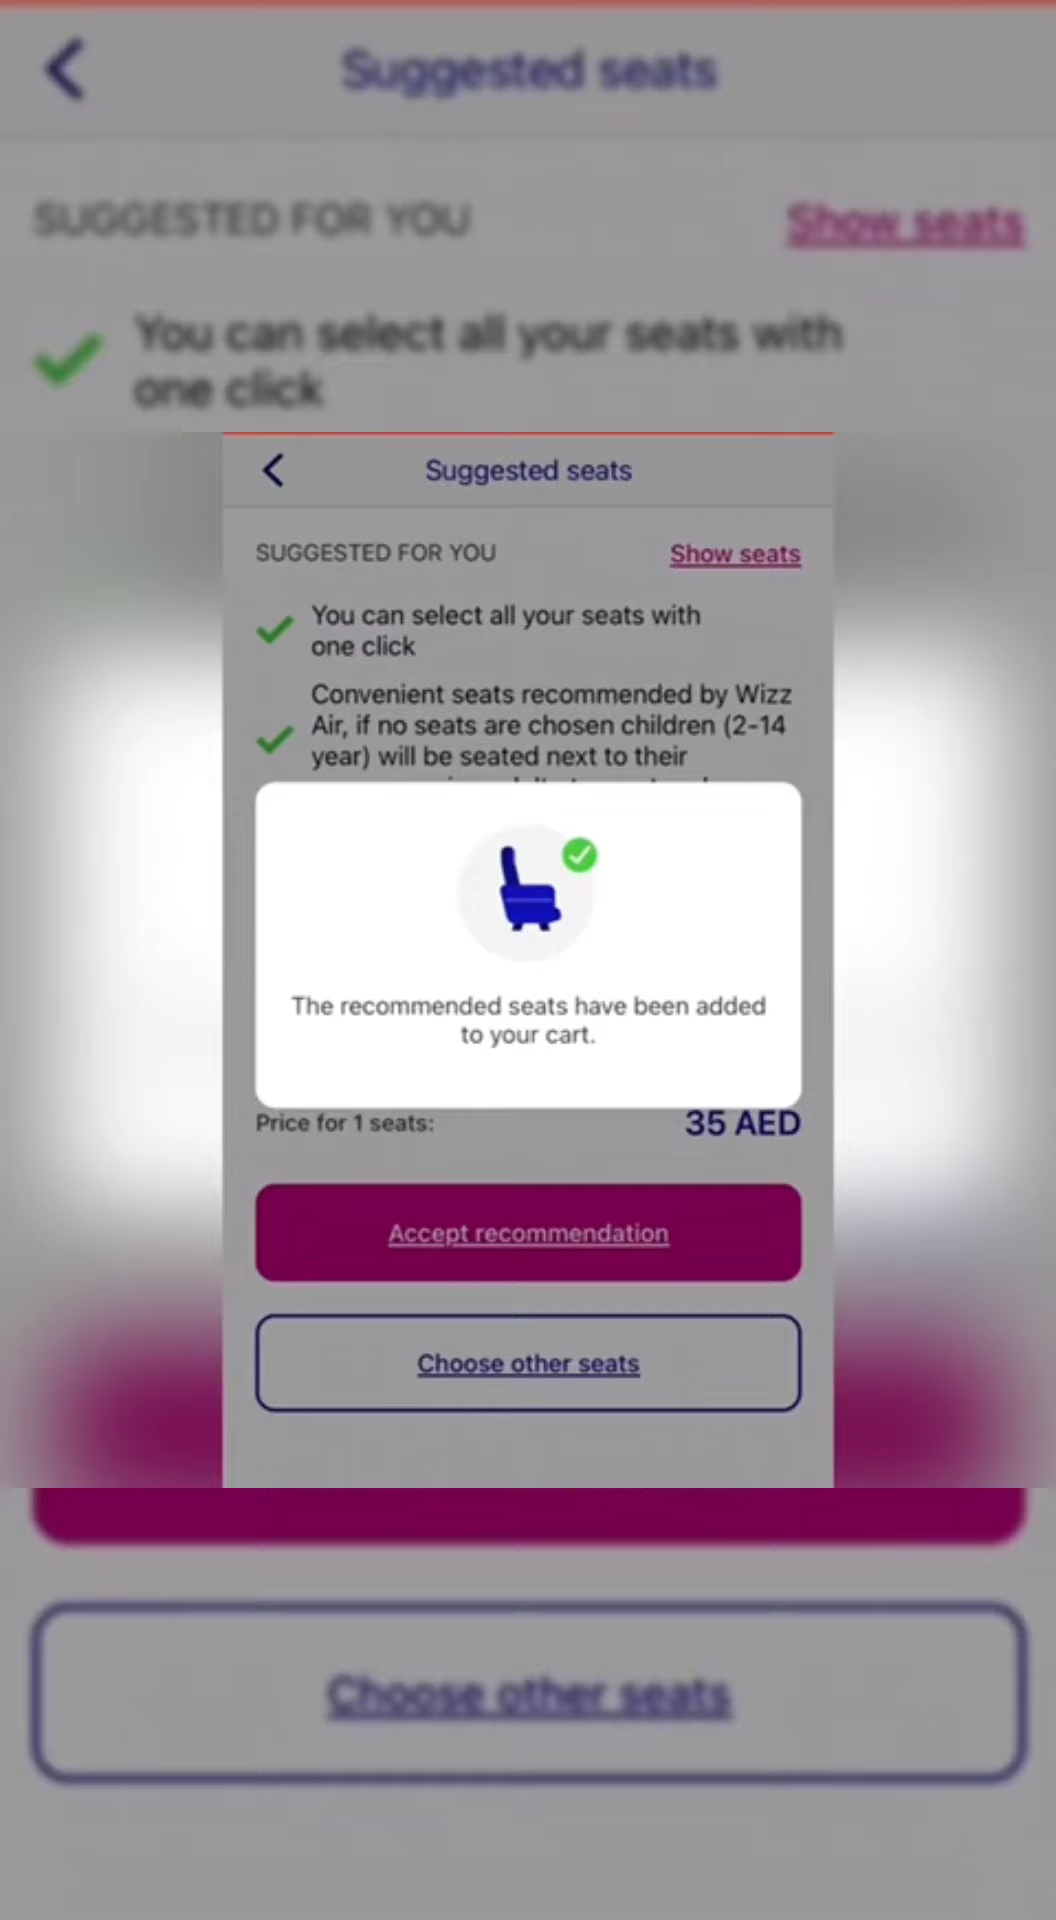 Suggested seats
SUGGESTED FOR YOU
Show seats
You can select all your seats with
one click
Suggested seats
SUGGESTED FOR YOU
Show seats
You can select all your seats with
one click
Convenient seats recommended by Wizz
Air, if no seats are chosen children (2-14
year) will be seated next to their
The recommended seats have been added
to your cart.
Price for 1 seats:
35 AED
Accept recommendation
Choose other seats
Choose other seats